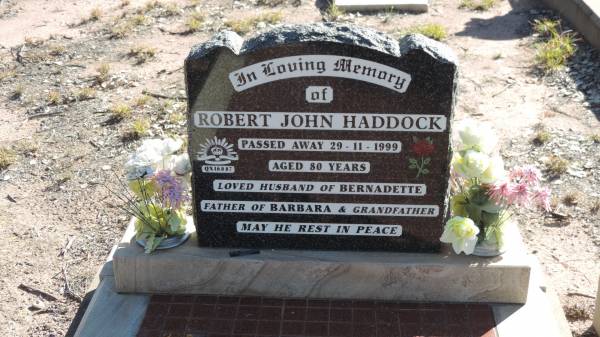 In Loving Memory
of
ROBERT JOHN HADDOCK
PASSED AWAY 29-11-1999
AGED 80 YEARS
LOVED HUSBAND OF BERNADETTE
FATHER OF BARBARA & GRANDFATHER
MAY HE REST IN PEACE